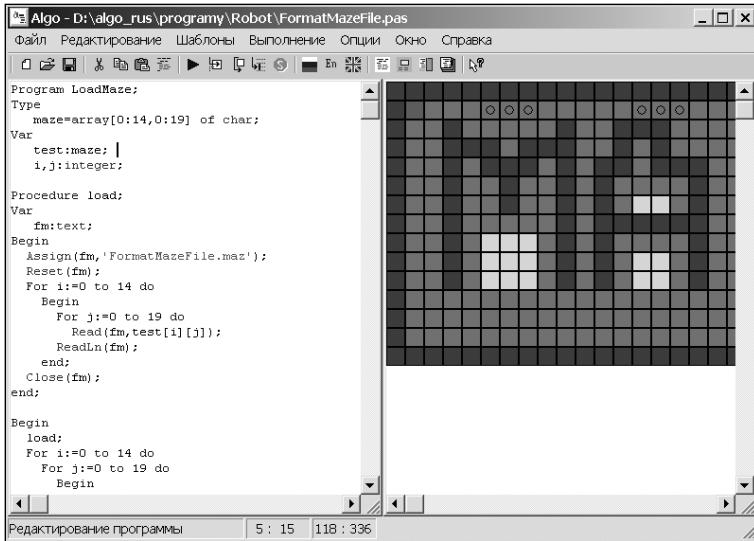 Algo - D:\algo_rus\programy\Robot\FormatMazeFile.pas
Файл Редактирование Шаблоны Выполнение Опции Окно Справка
En
Program LoadMaze;
Type
maze=array[0:14,0:19] of char;
Var
test:maze;
i,j:integer;
Procedure load;
Var
fm:text;
Begin
Assign(fm,'FormatMazeFile.maz');
Reset(fm);
For i:=0 to 14 do
Begin
For j:=0 to 19 do
Read(fm,test[i][j]);
ReadLn(fm);
end;
Close(fm);
end;
Begin
load;
For i:=0 to 14 do
For j:=0 to 19 do
Begin
Редактирование программы 5: 15 118:336